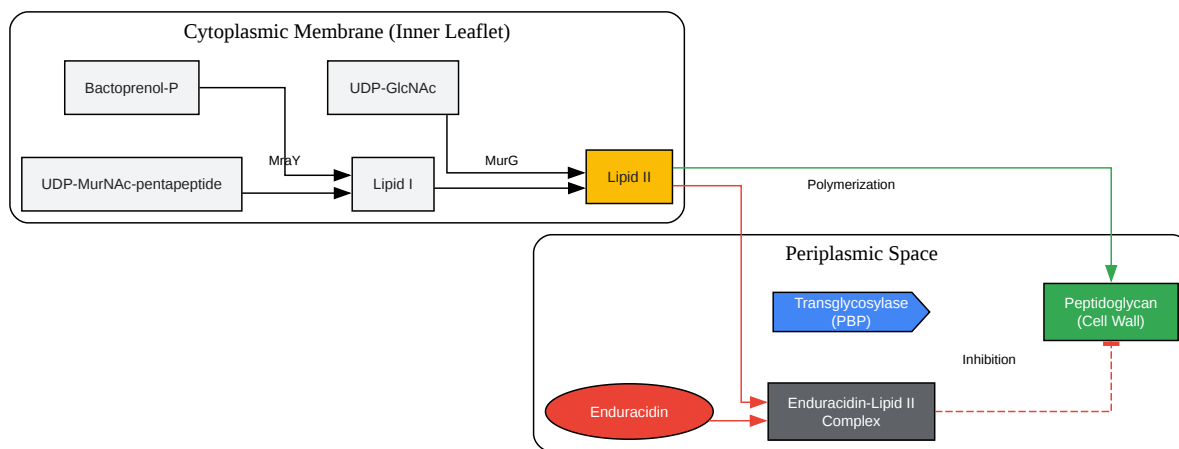 Cytoplasmic Membrane (Inner Leaflet)
Bactoprenol-P
UDP-GlcNAc
MraY
MurG
UDP-MurNAc-pentapeptide
Lipid I
Lipid II
Polymerization
Periplasmic Space
Transglycosylase
(PBP)
Peptidoglycan
(Cell Wall)
Inhibition
Enduracidin
Enduracidin-Lipid II
Complex